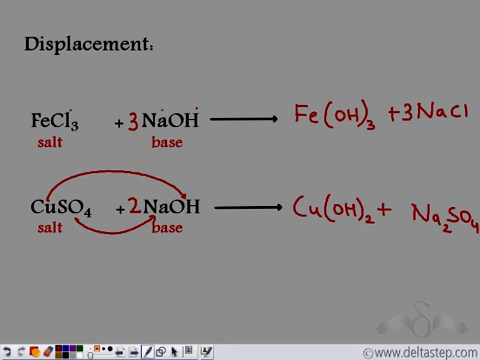 Displacement:
FeCl3 + 3 NaOH → Fe(OH)3 + 3NaCl
salt base
CuSO4 + 2 NaOH → Cu(OH)2 + Na2SO4
salt base
©www.deltastep.com